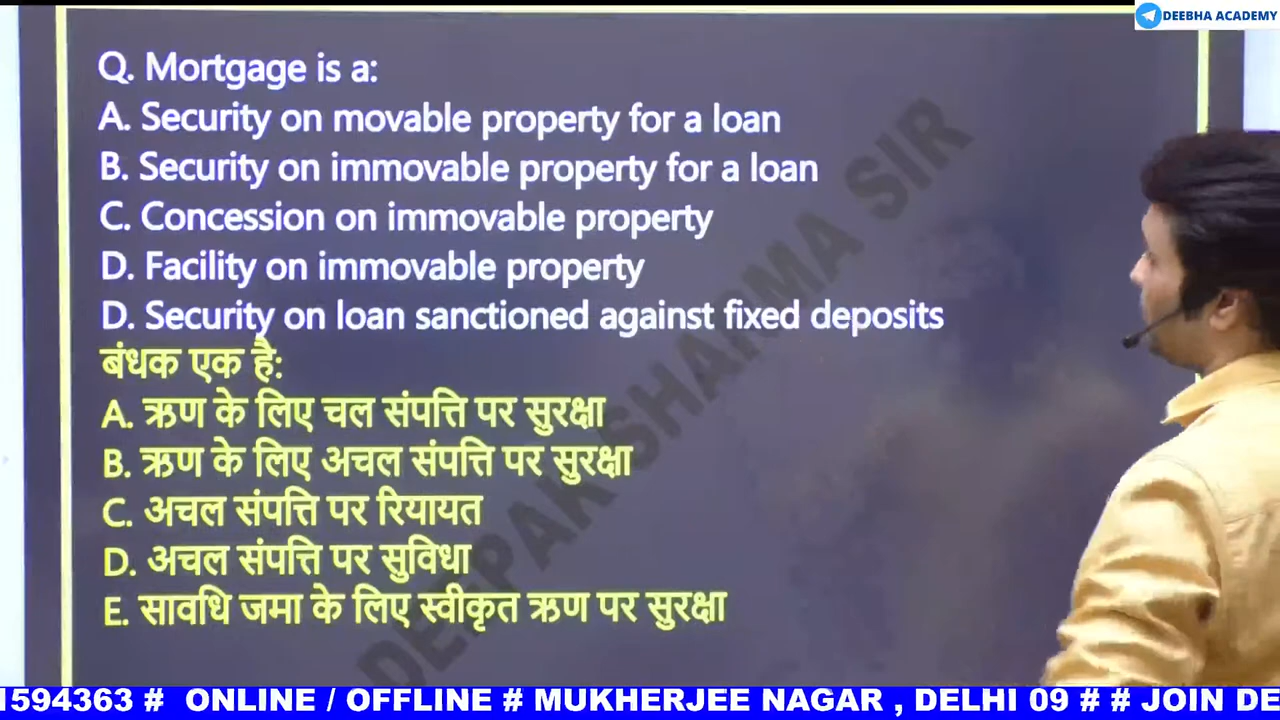 DEEBHA ACADEMY
Q. Mortgage is a:
A. Security on movable property for a loan
B. Security on immovable property for a loan
C. Concession on immovable property
D. Facility on immovable property
D. Security on loan sanctioned against fixed deposits
बंधक एक है:
A. ऋण के लिए चल संपत्ति पर सुरक्षा
B. ऋण के लिए अचल संपत्ति पर सुरक्षा
C. अचल संपत्ति पर रियायत
D. अचल संपत्ति पर सुविधा
E. सावधि जमा के लिए स्वीकृत ऋण पर सुरक्षा
DEEPAK SHARMA SIR
1594363 # ONLINE / OFFLINE # MUKHERJEE NAGAR , DELHI 09 # # JOIN DE